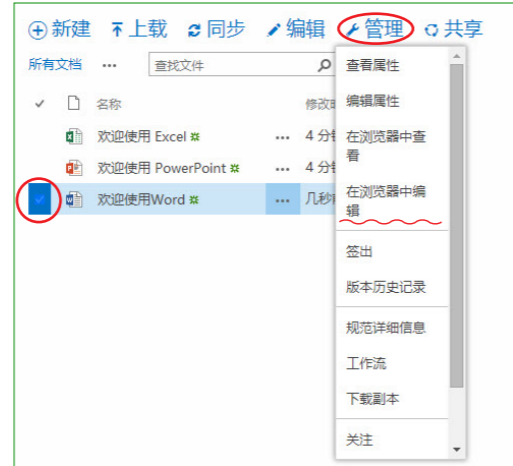 新建 上载 同步 编辑 管理 共享
所有文档 ... 查找文件
名称 修改
欢迎使用 Excel ... 4 分
欢迎使用 PowerPoint ... 4 分
欢迎使用Word ... 几秒
查看属性
编辑属性
在浏览器中查
看
在浏览器中编
辑
签出
版本历史记录
规范详细信息
工作流
下载副本
关注